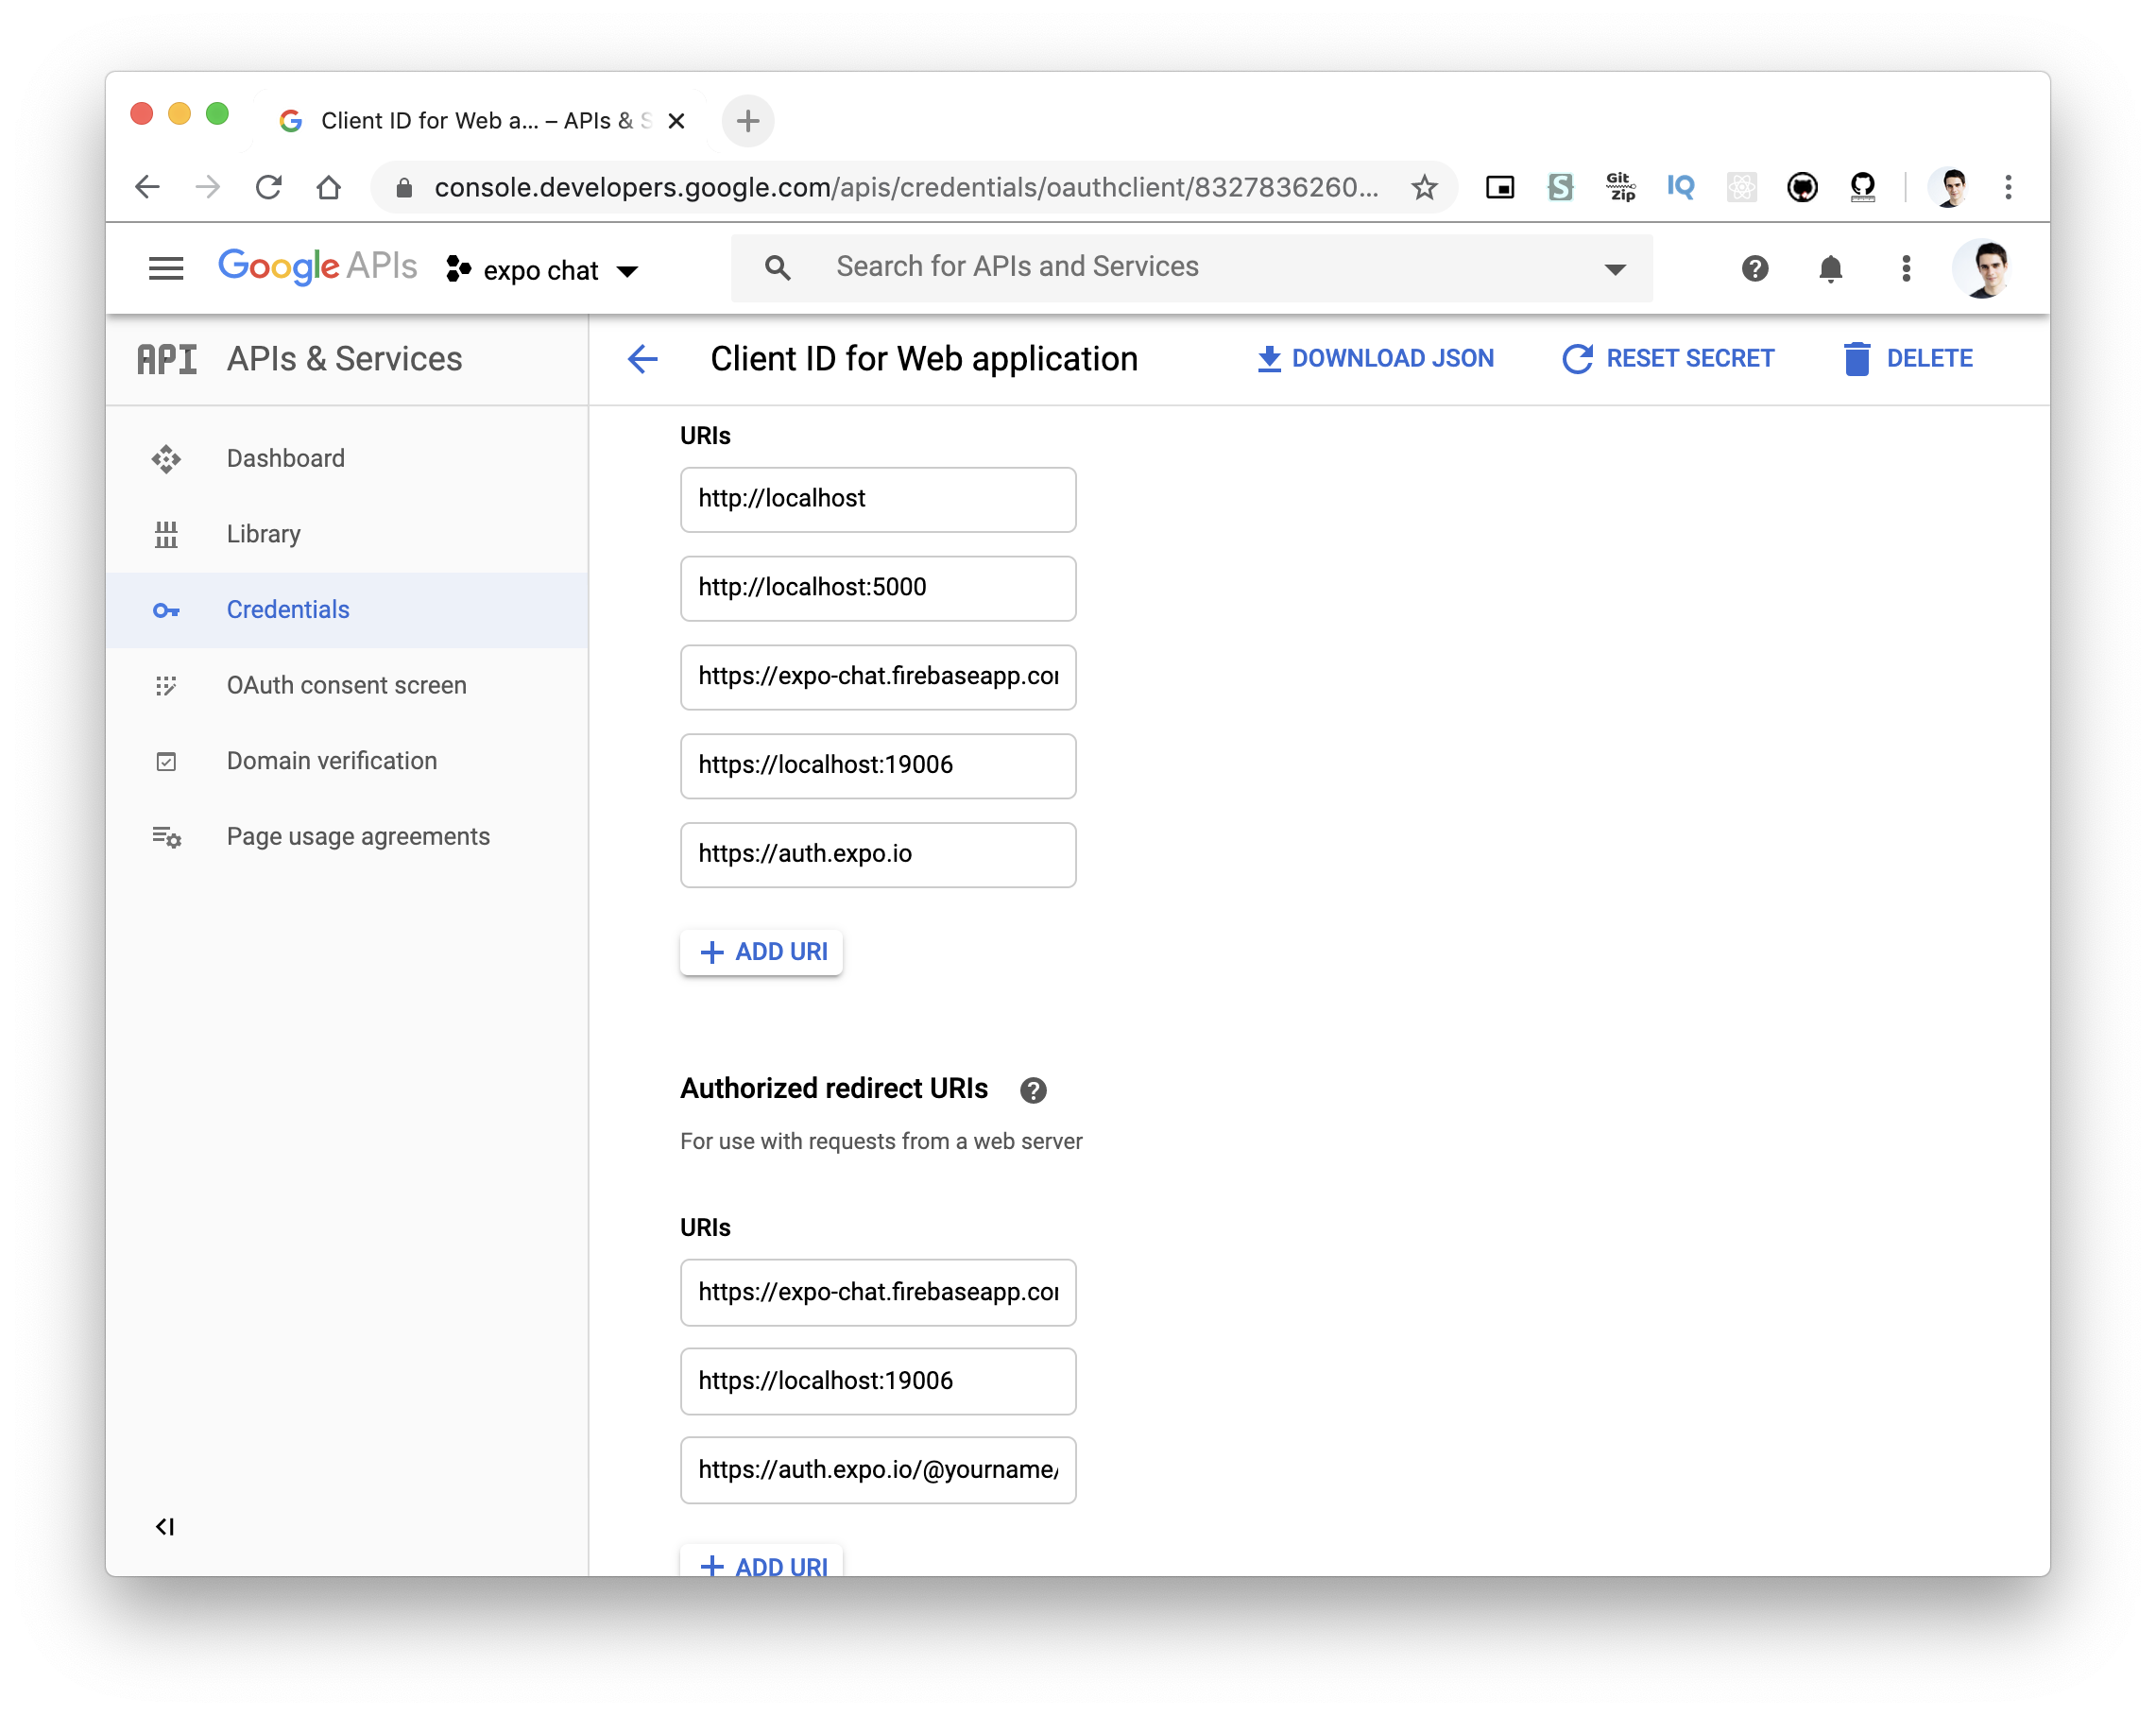 Client ID for Web a... – APIs & S
console.developers.google.com/apis/credentials/oauthclient/8327836260...
Git
Zip
IQ
S
Google APIs
expo chat
Search for APIs and Services
API APIs & Services
Client ID for Web application
DOWNLOAD JSON
RESET SECRET
DELETE
Dashboard
Library
Credentials
OAuth consent screen
Domain verification
Page usage agreements
URIs
http://localhost
http://localhost:5000
https://expo-chat.firebaseapp.co
https://localhost:19006
https://auth.expo.io
+ ADD URI
Authorized redirect URIs
For use with requests from a web server
URIs
https://expo-chat.firebaseapp.co
https://localhost:19006
https://auth.expo.io/@yourname/
+ ADD URI